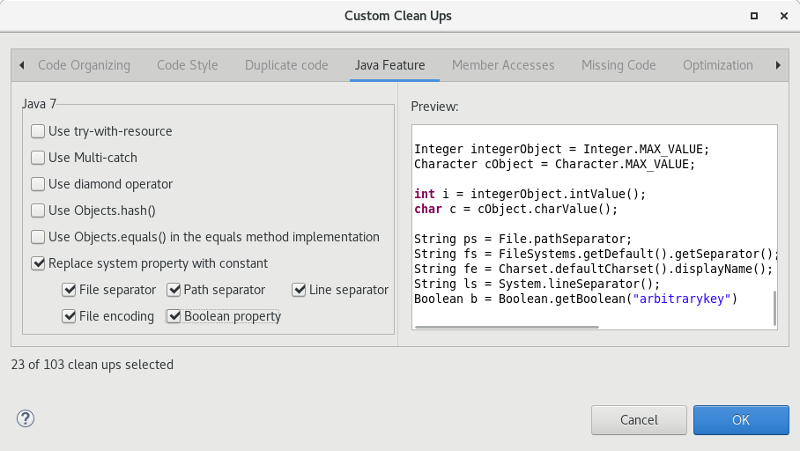 Custom Clean Ups
Code Organizing Code Style Duplicate code Java Feature Member Accesses Missing Code Optimization
Java 7
Use try-with-resource
Use Multi-catch
Use diamond operator
Use Objects.hash()
Use Objects.equals() in the equals method implementation
Replace system property with constant
File separator Path separator Line separator
File encoding Boolean property
Preview:
Integer integerObject = Integer.MAX_VALUE;
Character cObject = Character.MAX_VALUE;
int i = integerObject.intValue();
char c = cObject.charValue();
String ps = File.pathSeparator;
String fs = FileSystems.getDefault().getSeparator();
String fe = Charset.defaultCharset().displayName();
String ls = System.lineSeparator();
Boolean b = Boolean.getBoolean("arbitrarykey")
23 of 103 clean ups selected
?
Cancel OK